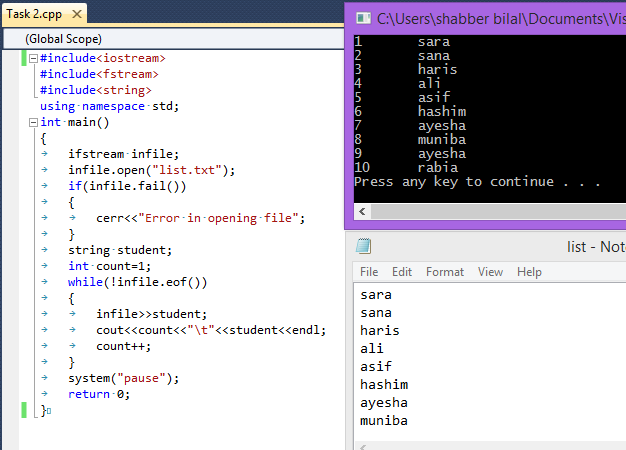 Task 2.cpp
(Global Scope)
#include<iostream>
#include<fstream>
#include<string>
using namespace std;
int main()
{
ifstream infile;
infile.open("list.txt");
if(infile.fail())
{
cerr<<"Error in opening file";
}
string student;
int count=1;
while(!infile.eof())
{
infile>>student;
cout<<count<<"\t"<<student<<endl;
count++;
}
system("pause");
return 0;
}
C:\Users\shabber bilal\Documents\Vis
1 sara
2 sana
3 haris
4 ali
5 asif
6 hashim
7 ayesha
8 muniba
9 ayesha
10 rabia
Press any key to continue . . .
list - Not
File Edit Format View Help
sara
sana
haris
ali
asif
hashim
ayesha
muniba